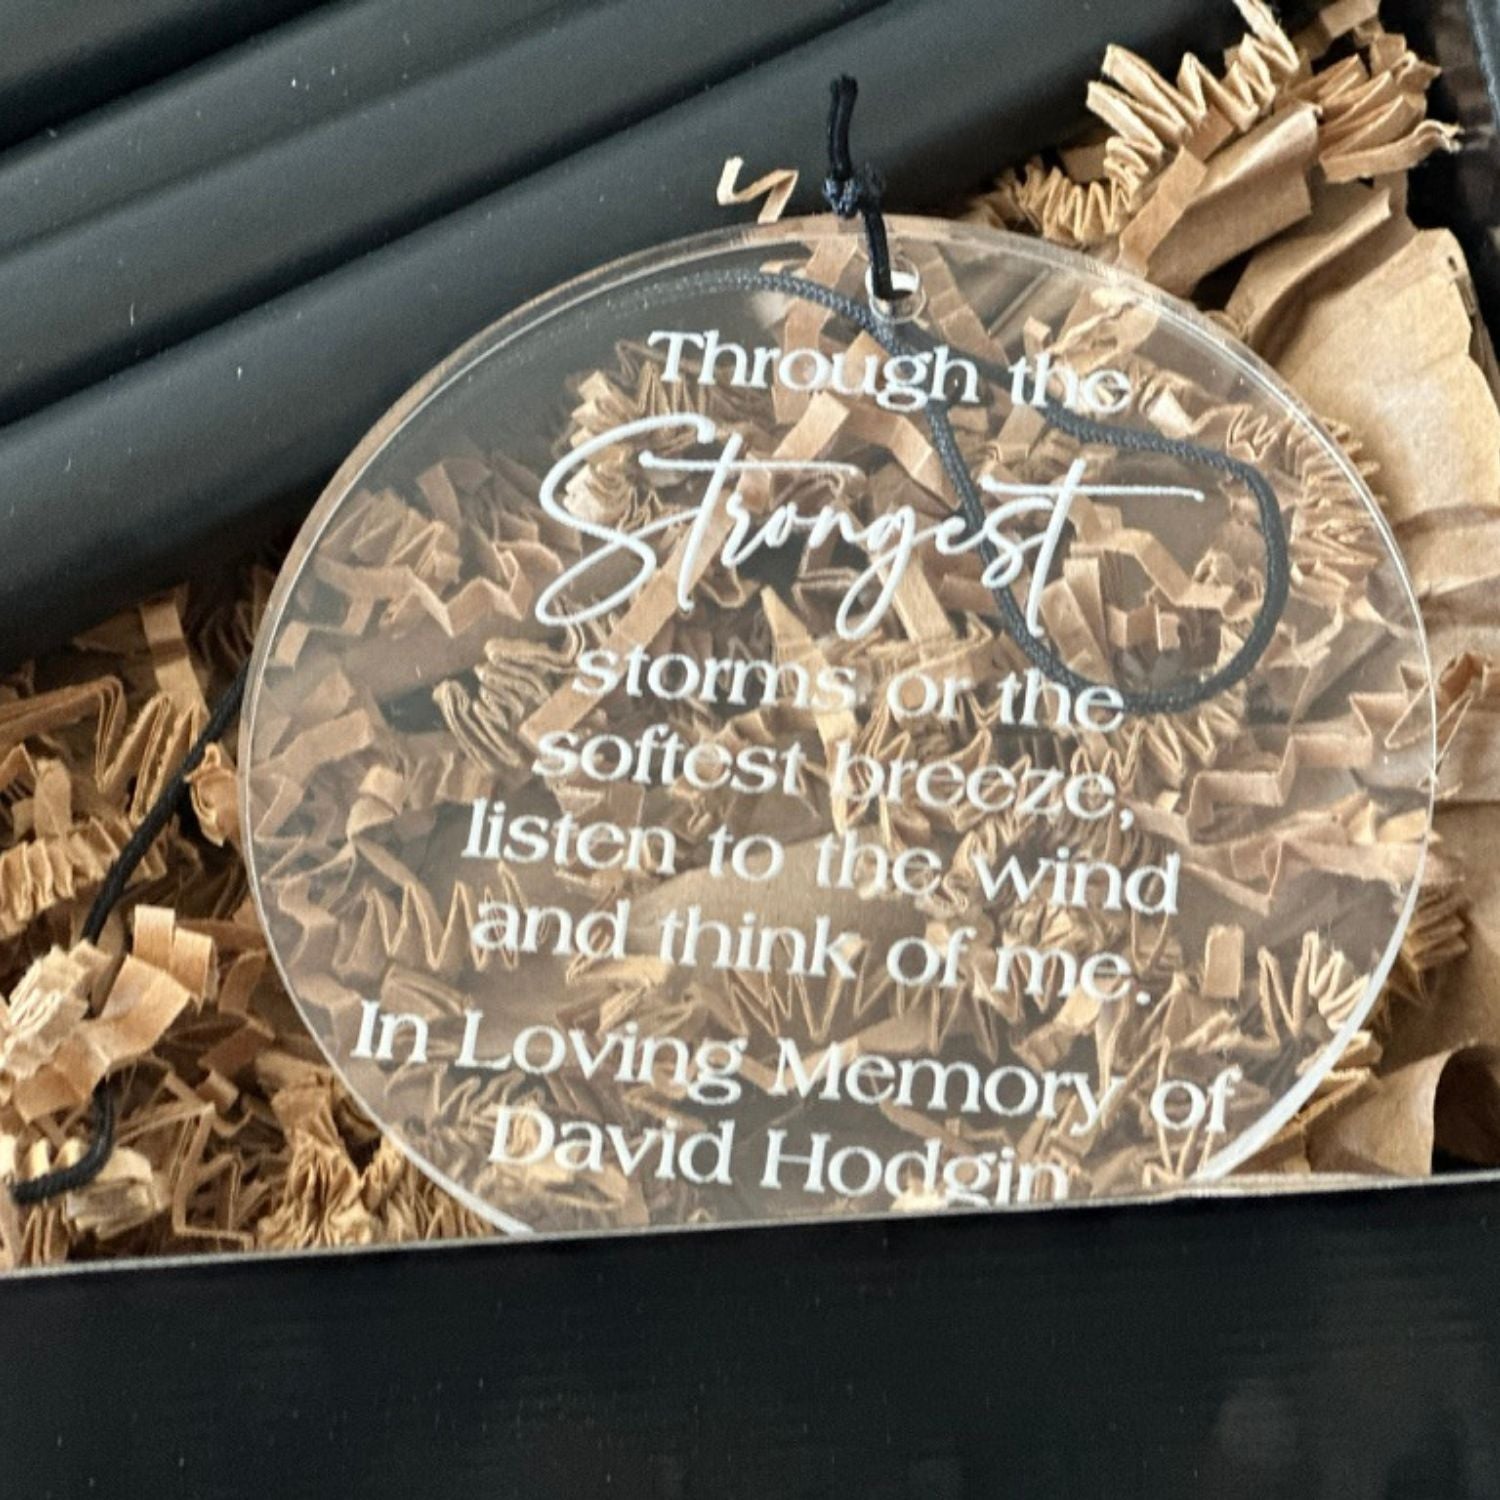 Through the
Strongest
storms or the
softest breeze,
listen to the wind
and think of me.
In Loving Memory of
David Hodgin